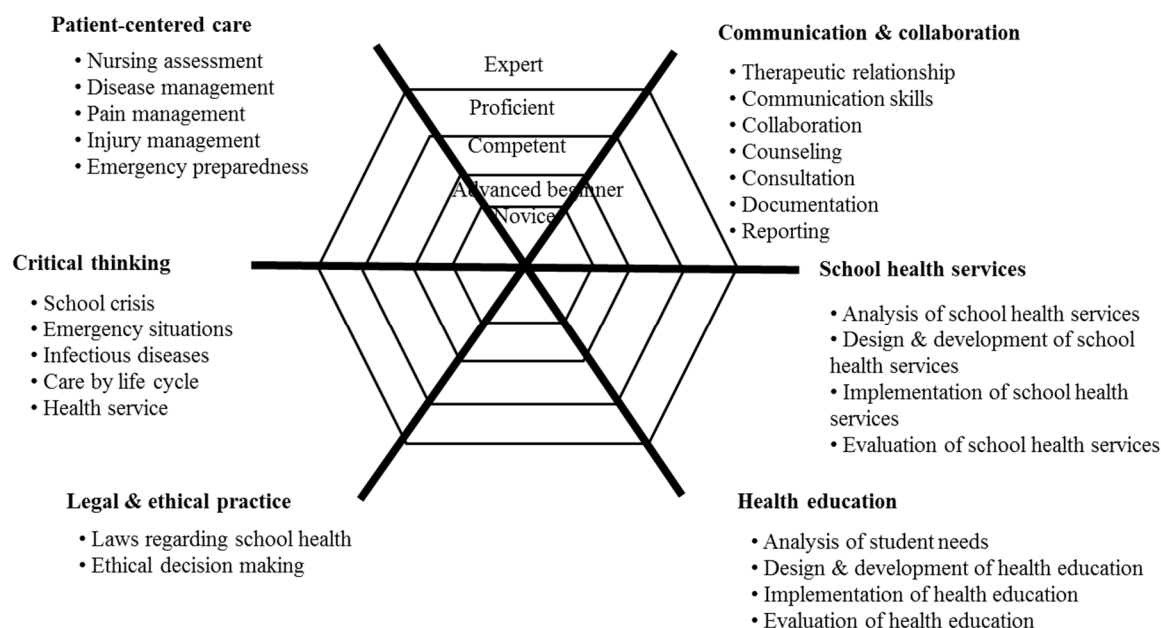 Patient-centered care
• Nursing assessment
• Disease management
• Pain management
• Injury management
• Emergency preparedness
Expert
Proficient
Competent
Advanced beginner
Novice
Communication & collaboration
• Therapeutic relationship
• Communication skills
• Collaboration
• Counseling
• Consultation
• Documentation
• Reporting
Critical thinking
• School crisis
• Emergency situations
• Infectious diseases
• Care by life cycle
• Health service
School health services
• Analysis of school health services
• Design & development of school
health services
• Implementation of school health
services
• Evaluation of school health services
Legal & ethical practice
• Laws regarding school health
• Ethical decision making
Health education
• Analysis of student needs
• Design & development of health education
• Implementation of health education
• Evaluation of health education